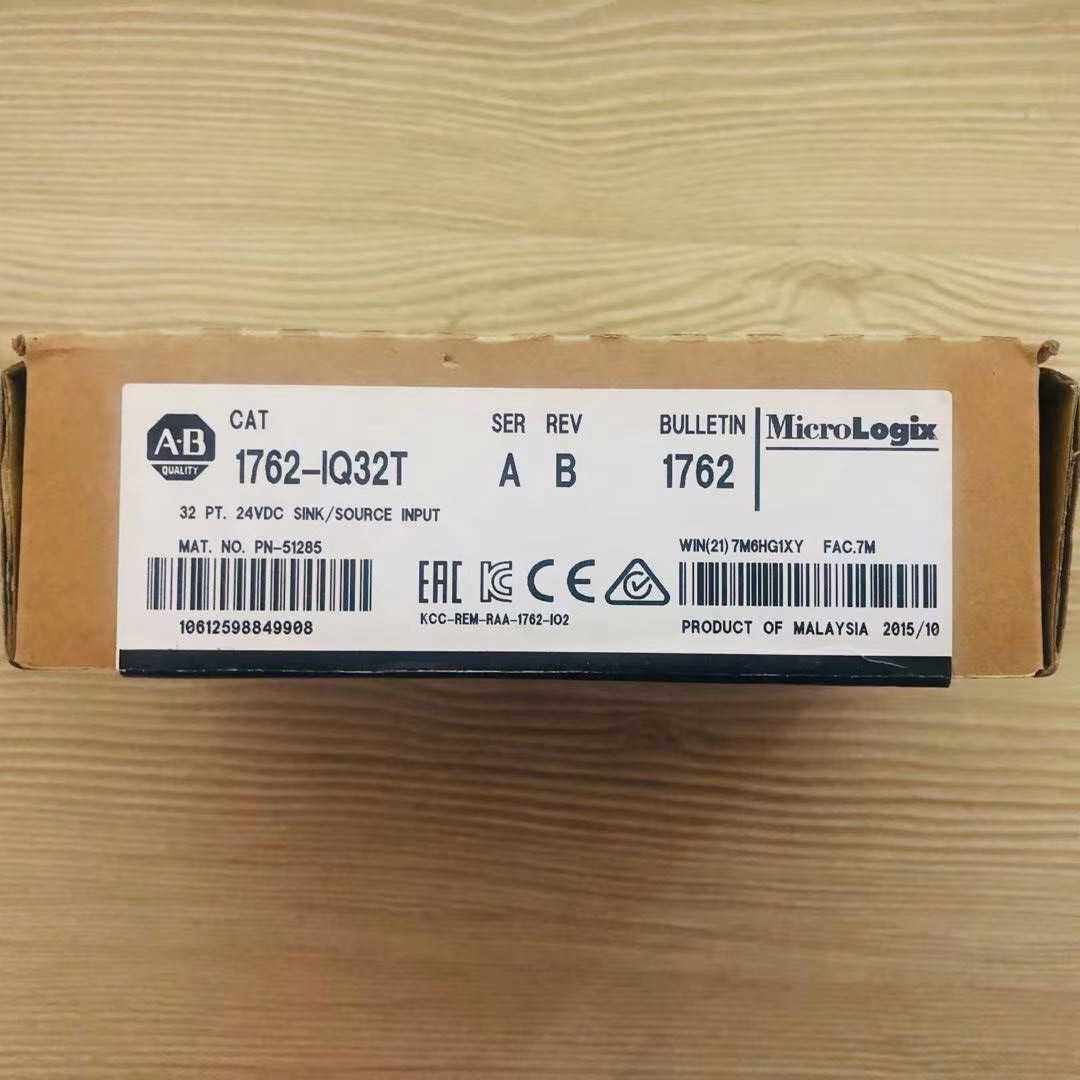 A·B
QUALITY
CAT
1762-IQ32T
SER REV
A B
BULLETIN
1762
MicroLogix
32 PT. 24VDC SINK/SOURCE INPUT
MAT. NO. PN-51285
10612598849908
EAC KC CE
KCC-REM-RAA-1762-IO2
WIN(21) 7M6HG1XY FAC.7M
PRODUCT OF MALAYSIA 2015/10